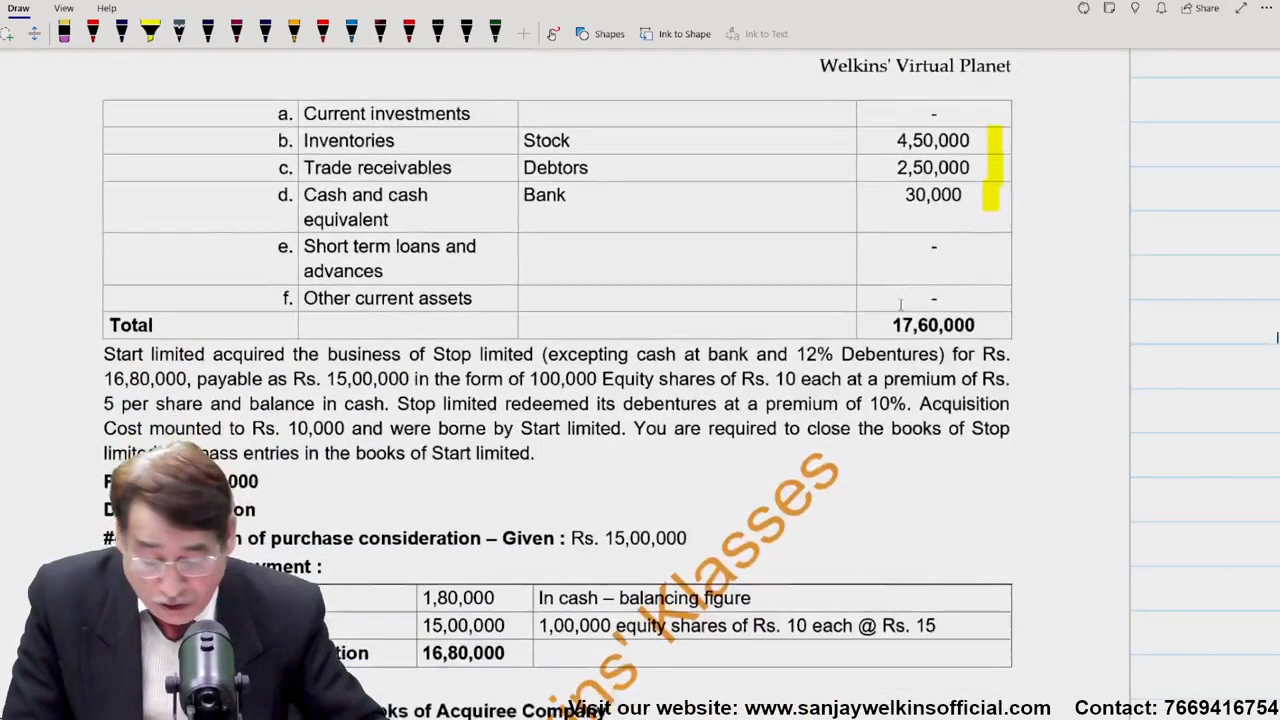 Draw View Help
Share
Shapes Ink to Shape Ink to Text
Welkins' Virtual Planet
a. Current investments -
b. Inventories Stock 4,50,000
c. Trade receivables Debtors 2,50,000
d. Cash and cash Bank 30,000
equivalent
e. Short term loans and -
advances
f. Other current assets -
Total 17,60,000
Start limited acquired the business of Stop limited (excepting cash at bank and 12% Debentures) for Rs.
16,80,000, payable as Rs. 15,00,000 in the form of 100,000 Equity shares of Rs. 10 each at a premium of Rs.
5 per share and balance in cash. Stop limited redeemed its debentures at a premium of 10%. Acquisition
Cost mounted to Rs. 10,000 and were borne by Start limited. You are required to close the books of Stop
pass entries in the books of Start limited.
000
on
# of purchase consideration – Given : Rs. 15,00,000
1,80,000 In cash – balancing figure
15,00,000 1,00,000 equity shares of Rs. 10 each @ Rs. 15
16,80,000
of Acquiree Company
Klasses
Visit our website: www.sanjaywelkinsofficial.com Contact: 7669416754